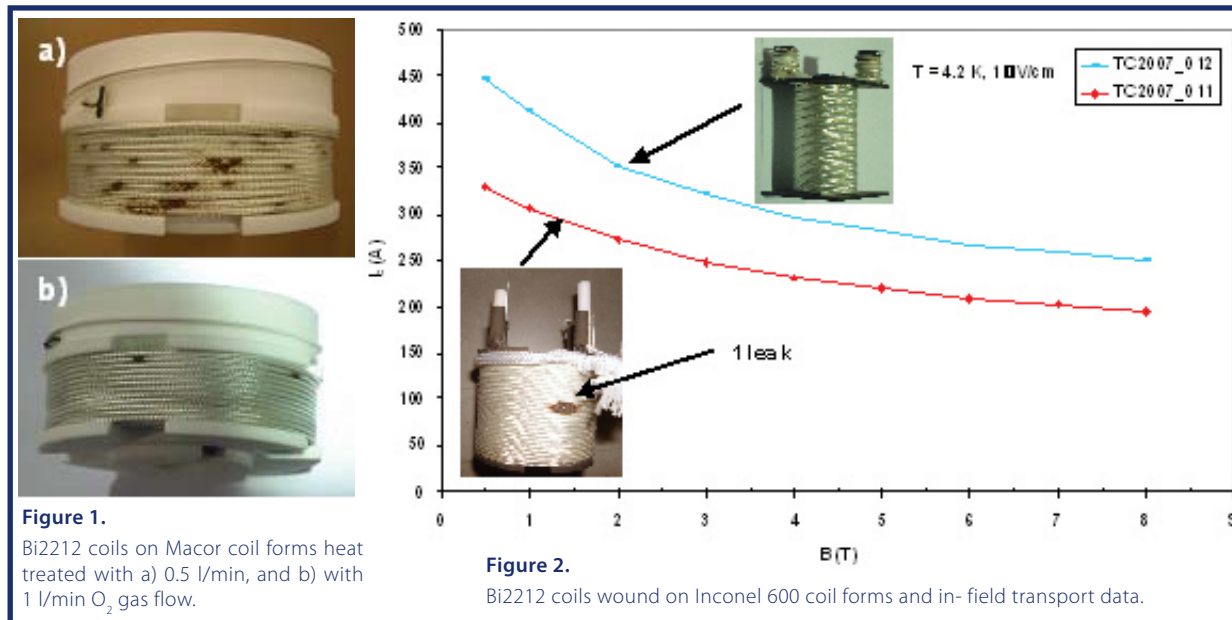 a)
b)
Figure 1.
Bi2212 coils on Macor coil forms heat
treated with a) 0.5 l/min, and b) with
1 l/min O₂ gas flow.
500
450
400
350
300
250
200
150
100
50
0
0 1 2 3 4 5 6 7 8 9
B(T)
T = 4.2 K,
TC2007_012
TC2007_011
1 leak
Figure 2.
Bi2212 coils wound on Inconel 600 coil forms and in- field transport data.